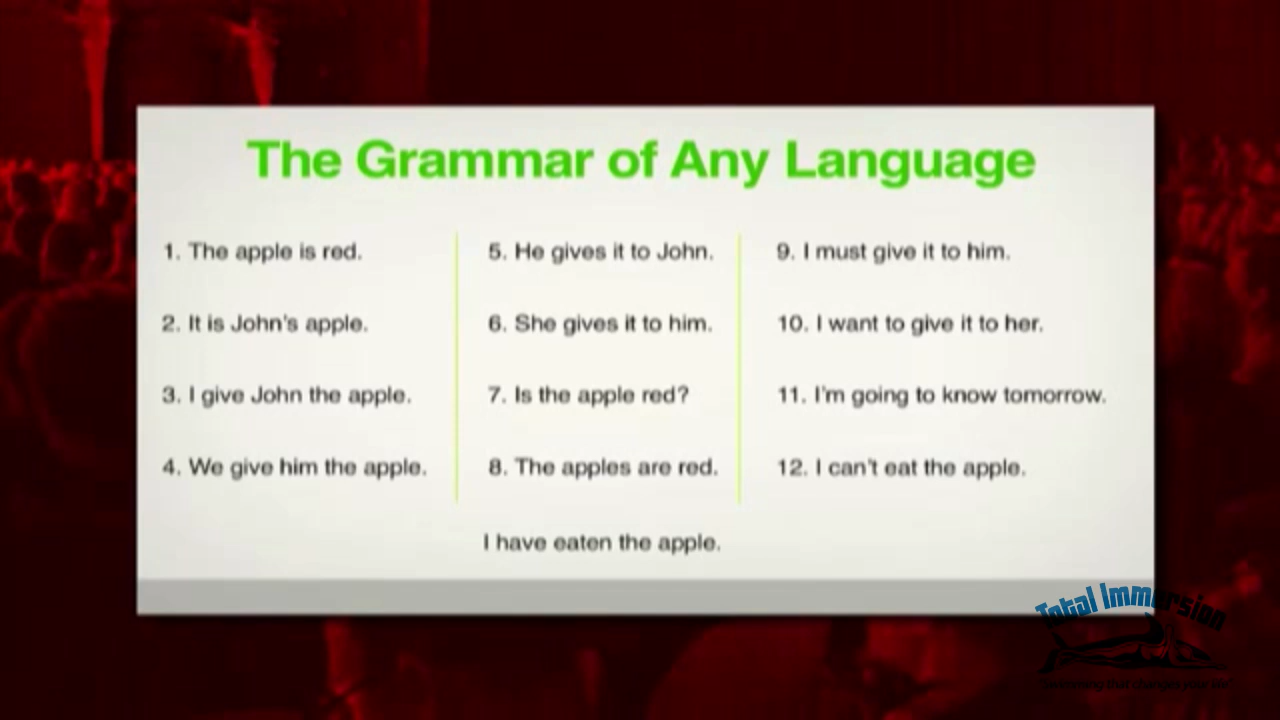 The Grammar of Any Language
1. The apple is red.
2. It is John's apple.
3. I give John the apple.
4. We give him the apple.
5. He gives it to John.
6. She gives it to him.
7. Is the apple red?
8. The apples are red.
9. I must give it to him.
10. I want to give it to her.
11. I'm going to know tomorrow.
12. I can't eat the apple.
I have eaten the apple.
Total Immersion
that changes your life